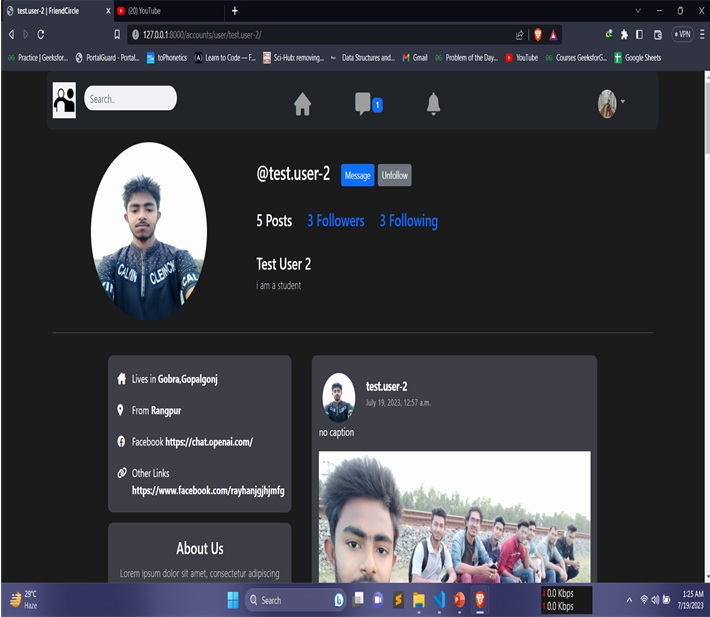 test.user-2 | FriendCircle
(20) YouTube
127.0.0.1:8000/accounts/user/test.user-2/
VPN
Practice | Geeksfor...
PortalGuard - Portal...
toPhonetics
Learn to Code — F...
Sci-Hub: removing...
Data Structures and...
Gmail
Problem of the Day...
YouTube
Courses GeeksforG...
Google Sheets
Search..
1
@test.user-2
Message
Unfollow
5 Posts
3 Followers
3 Following
Test User 2
i am a student
Lives in Gobra,Gopalgonj
From Rangpur
Facebook https://chat.openai.com/
Other Links
https://www.facebook.com/rayhanjgjhjmfg
About Us
Lorem ipsum dolor sit amet, consectetur adipiscing
test.user-2
July 19, 2023, 12:57 a.m.
no caption
CALVIN CLEINCK
29°C
Haze
Search
0.0 Kbps
0.0 Kbps
1:25 AM
7/19/2023